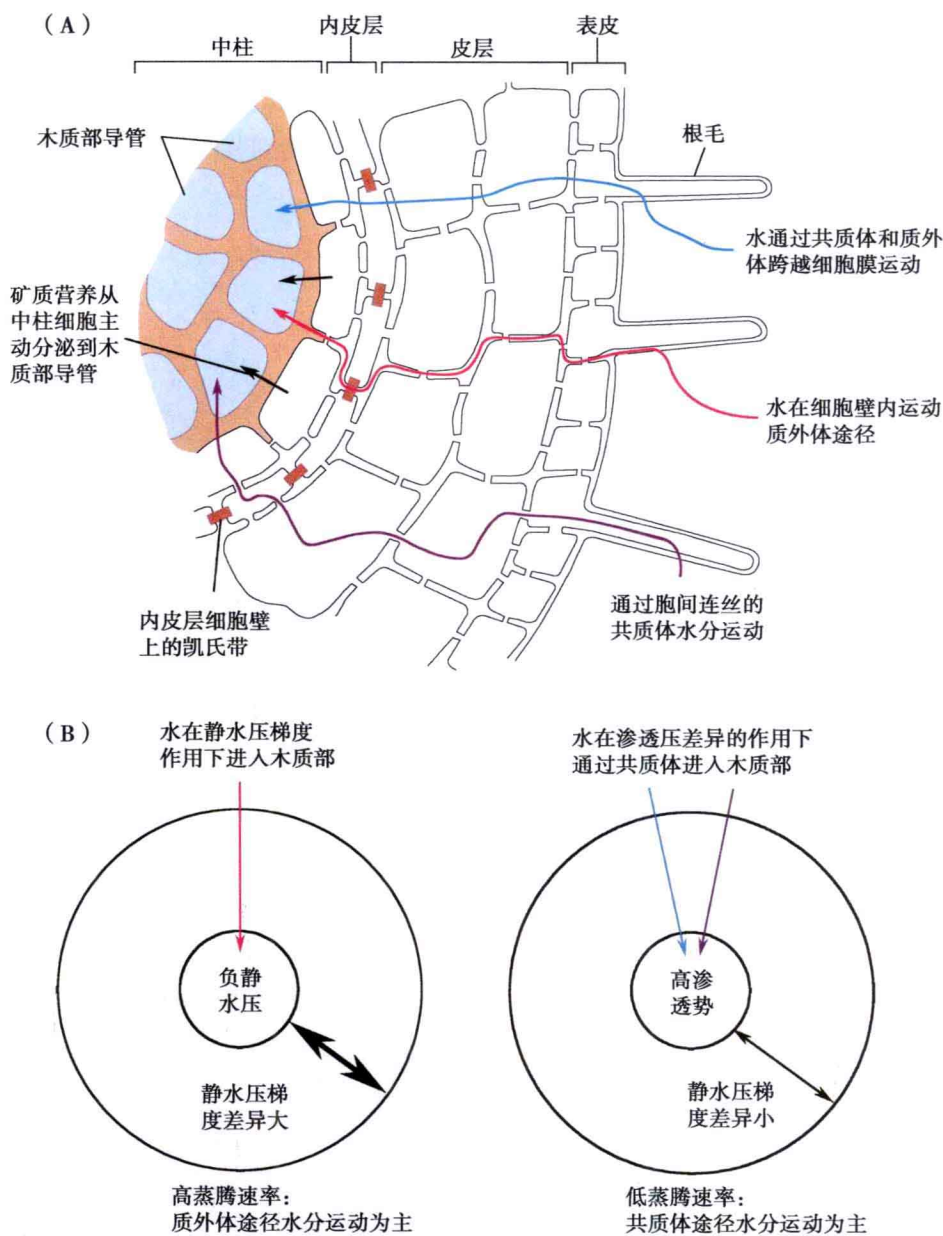 （A）
中柱
内皮层
皮层
表皮
木质部导管
根毛
水通过共质体和质外
体跨越细胞膜运动
矿质营养从
中柱细胞主
动分泌到木
质部导管
水在细胞壁内运动
质外体途径
内皮层细胞壁
上的凯氏带
通过胞间连丝的
共质体水分运动
（B）
水在静水压梯度
作用下进入木质部
负静
水压
静水压梯
度差异大
高蒸腾速率：
质外体途径水分运动为主
水在渗透压差异的作用下
通过共质体进入木质部
高渗
透势
静水压梯
度差异小
低蒸腾速率：
共质体途径水分运动为主